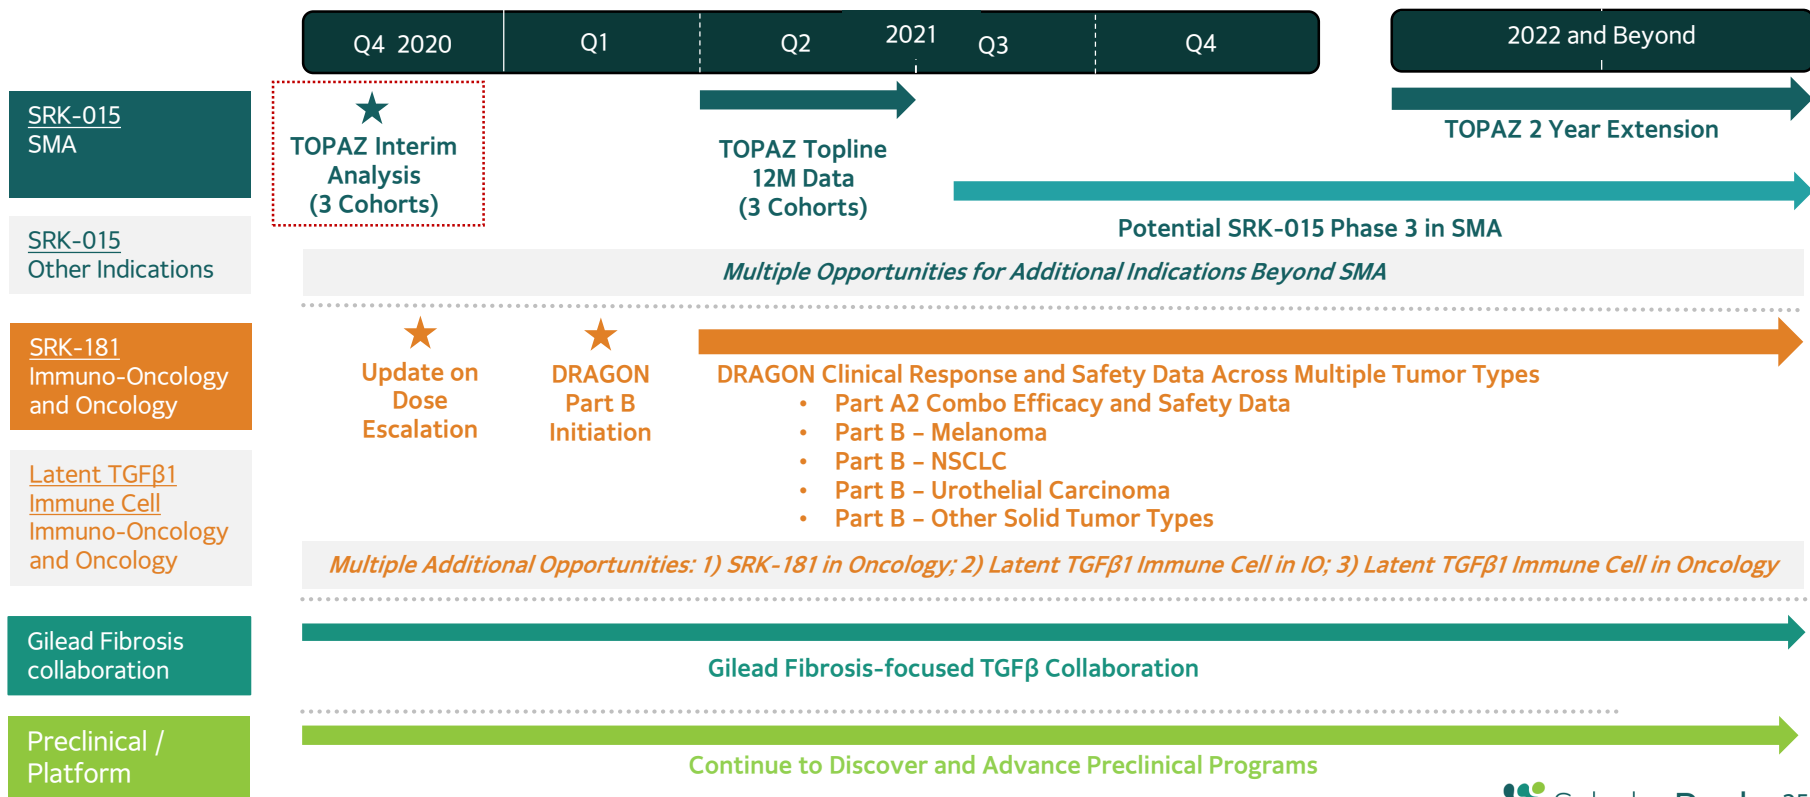 Q4 2020
Q1
Q2
2021
Q3
Q4
2022 and Beyond
SRK-015
SMA
TOPAZ Interim
Analysis
(3 Cohorts)
TOPAZ Topline
12M Data
(3 Cohorts)
TOPAZ 2 Year Extension
Potential SRK-015 Phase 3 in SMA
SRK-015
Other Indications
Multiple Opportunities for Additional Indications Beyond SMA
SRK-181
Immuno-Oncology
and Oncology
Update on
Dose
Escalation
DRAGON
Part B
Initiation
DRAGON Clinical Response and Safety Data Across Multiple Tumor Types
• Part A2 Combo Efficacy and Safety Data
• Part B – Melanoma
• Part B – NSCLC
• Part B – Urothelial Carcinoma
• Part B – Other Solid Tumor Types
Latent TGFβ1
Immune Cell
Immuno-Oncology
and Oncology
Multiple Additional Opportunities: 1) SRK-181 in Oncology; 2) Latent TGFβ1 Immune Cell in IO; 3) Latent TGFβ1 Immune Cell in Oncology
Gilead Fibrosis
collaboration
Gilead Fibrosis-focused TGFβ Collaboration
Preclinical /
Platform
Continue to Discover and Advance Preclinical Programs